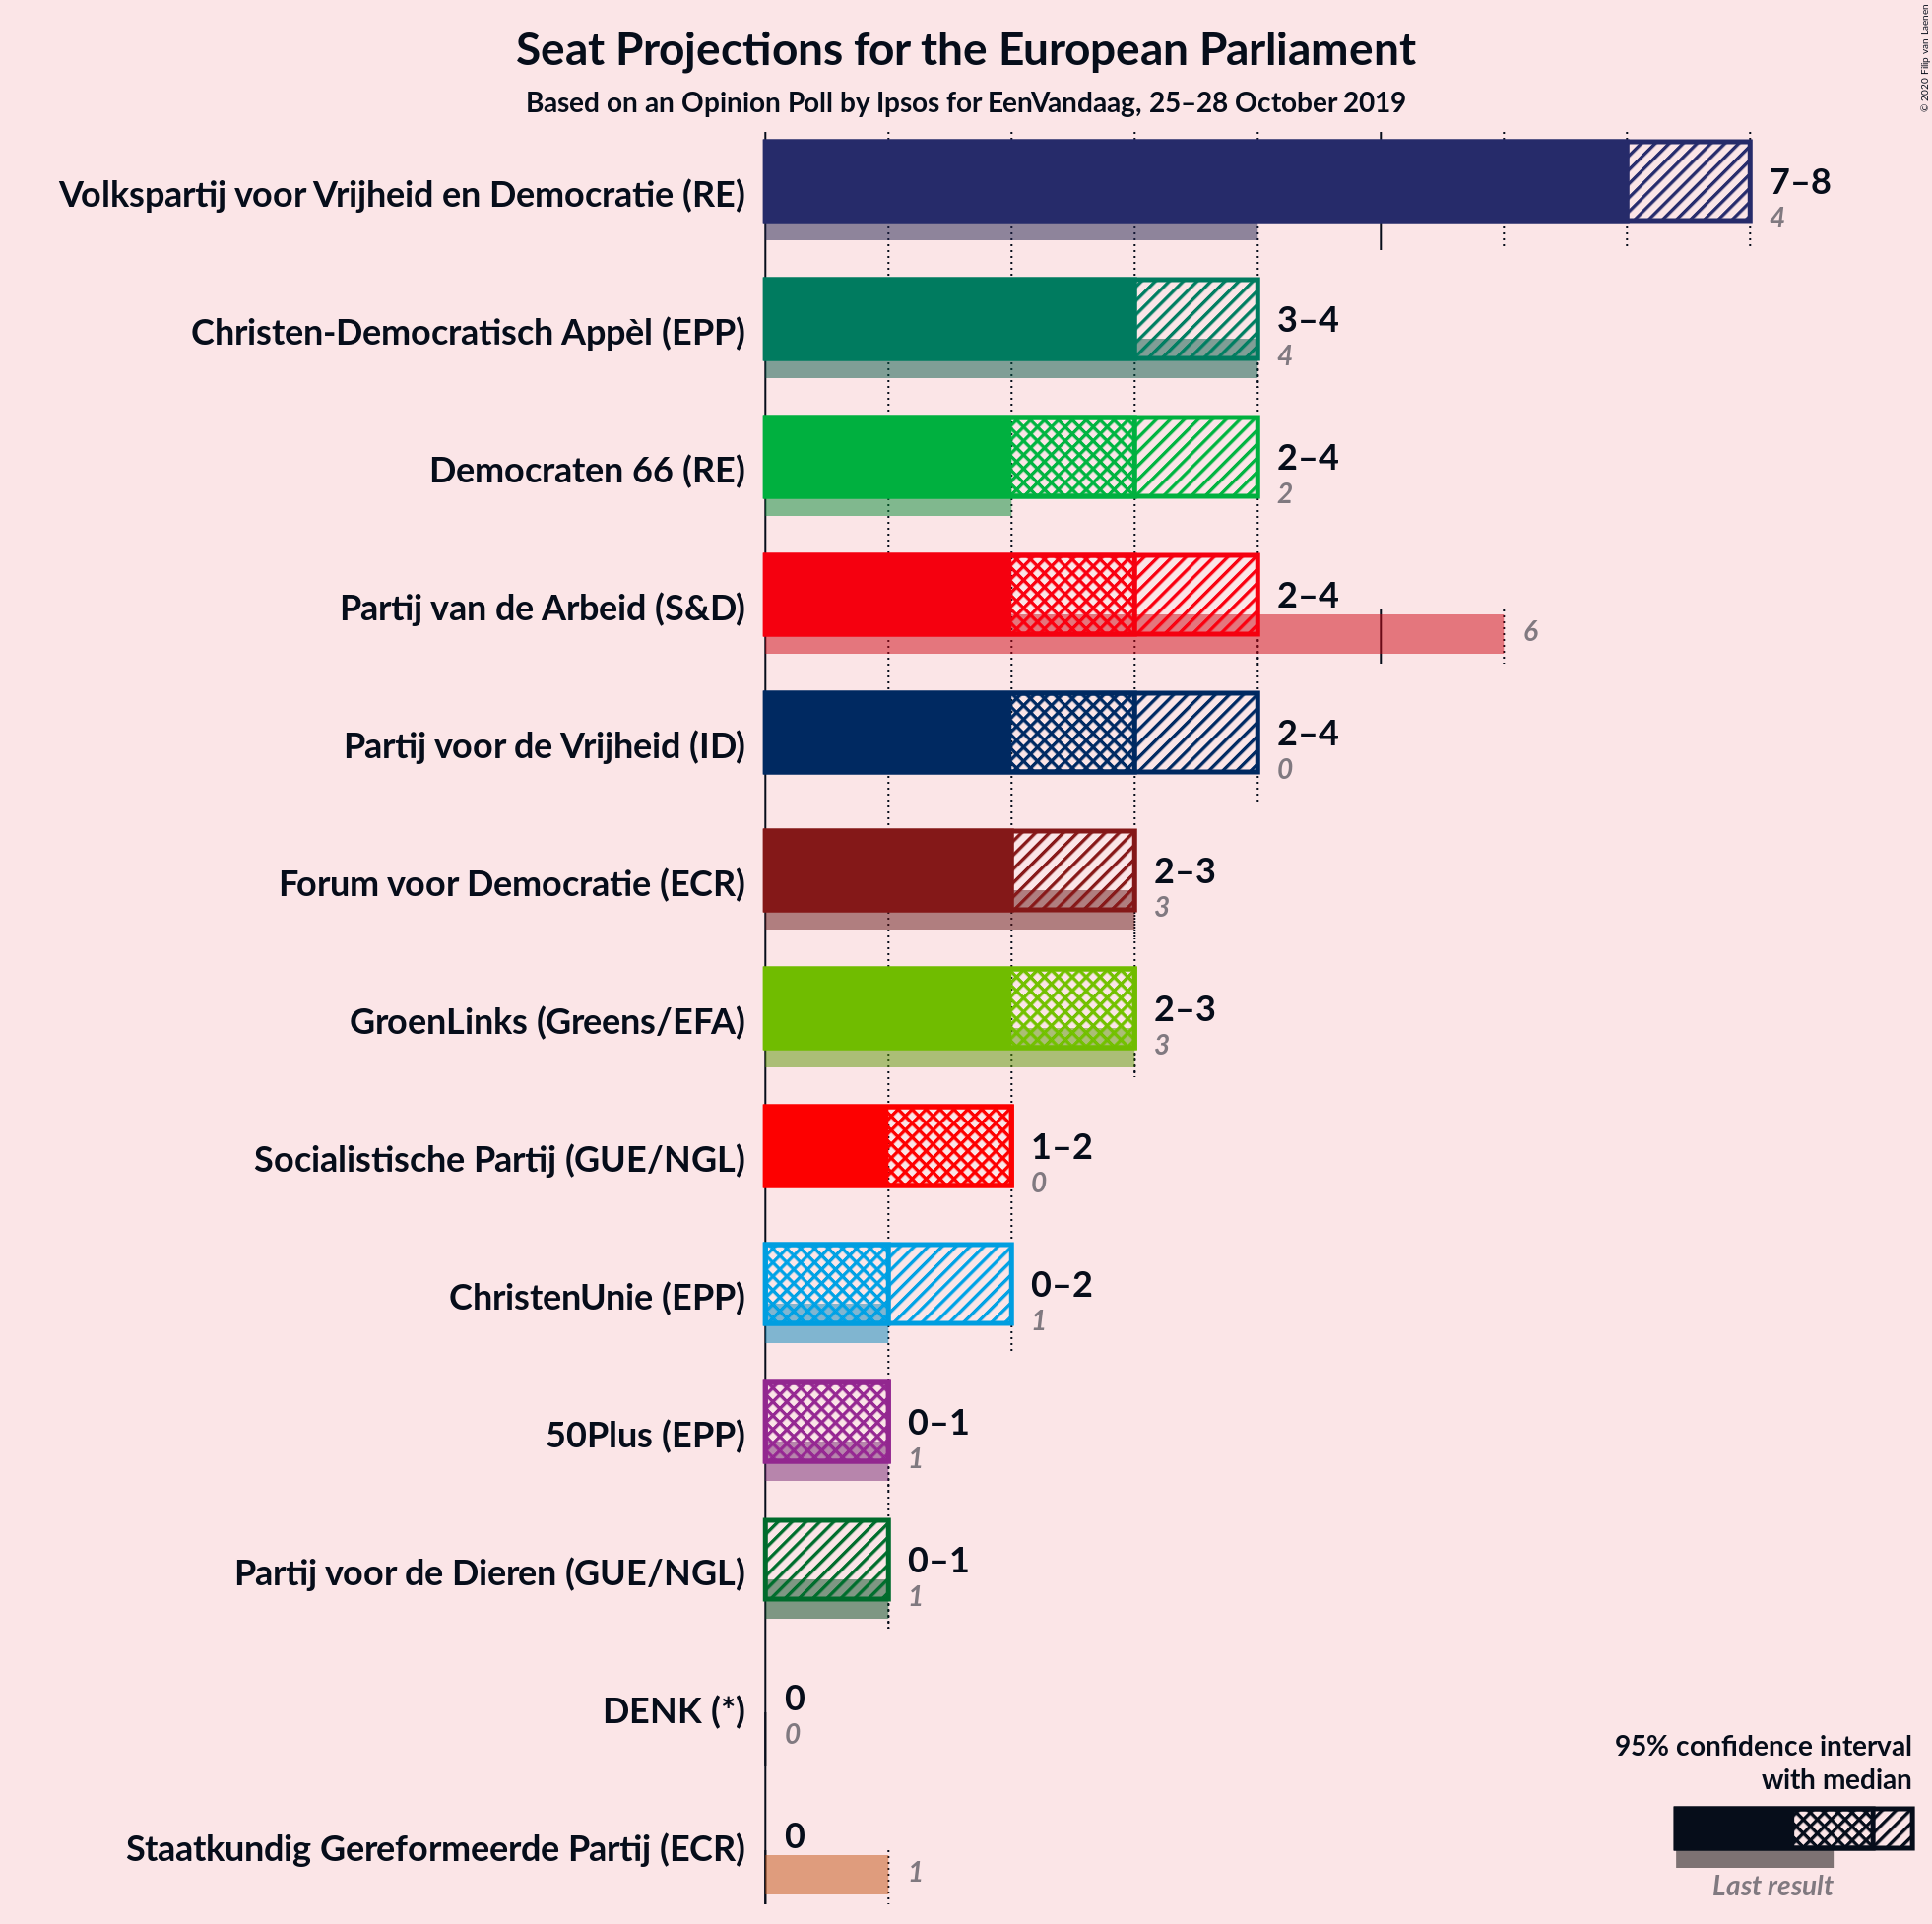 Seat Projections for the European Parliament
Based on an Opinion Poll by Ipsos for EenVandaag, 25–28 October 2019
© 2020 Filip van Laenen
Volkspartij voor Vrijheid en Democratie (RE)
7–8
4
Christen-Democratisch Appèl (EPP)
3–4
4
Democraten 66 (RE)
2–4
2
Partij van de Arbeid (S&D)
2–4
6
Partij voor de Vrijheid (ID)
2–4
0
Forum voor Democratie (ECR)
2–3
3
GroenLinks (Greens/EFA)
2–3
3
Socialistische Partij (GUE/NGL)
1–2
0
ChristenUnie (EPP)
0–2
1
50Plus (EPP)
0–1
1
Partij voor de Dieren (GUE/NGL)
0–1
1
DENK (*)
0
0
Staatkundig Gereformeerde Partij (ECR)
0
1
95% confidence interval
with median
Last result